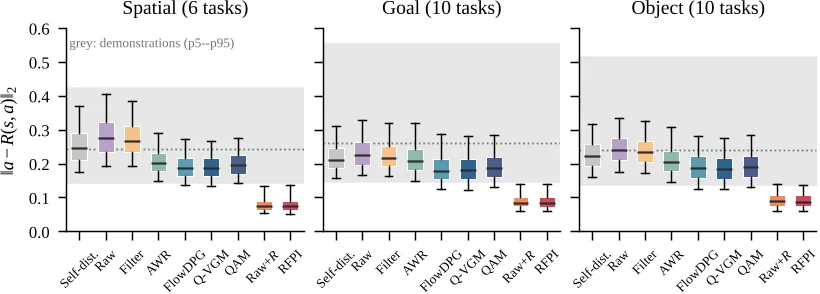 Spatial (6 tasks)
Goal (10 tasks)
Object (10 tasks)
‖a − R(s, a)‖₂
0.6
0.5
0.4
0.3
0.2
0.1
0.0
grey: demonstrations (p5--p95)
Self-dist.
Raw
Filter
AWR
FlowDPG
Q-VGM
QAM
Raw+R
RFPI
Self-dist.
Raw
Filter
AWR
FlowDPG
Q-VGM
QAM
Raw+R
RFPI
Self-dist.
Raw
Filter
AWR
FlowDPG
Q-VGM
QAM
Raw+R
RFPI